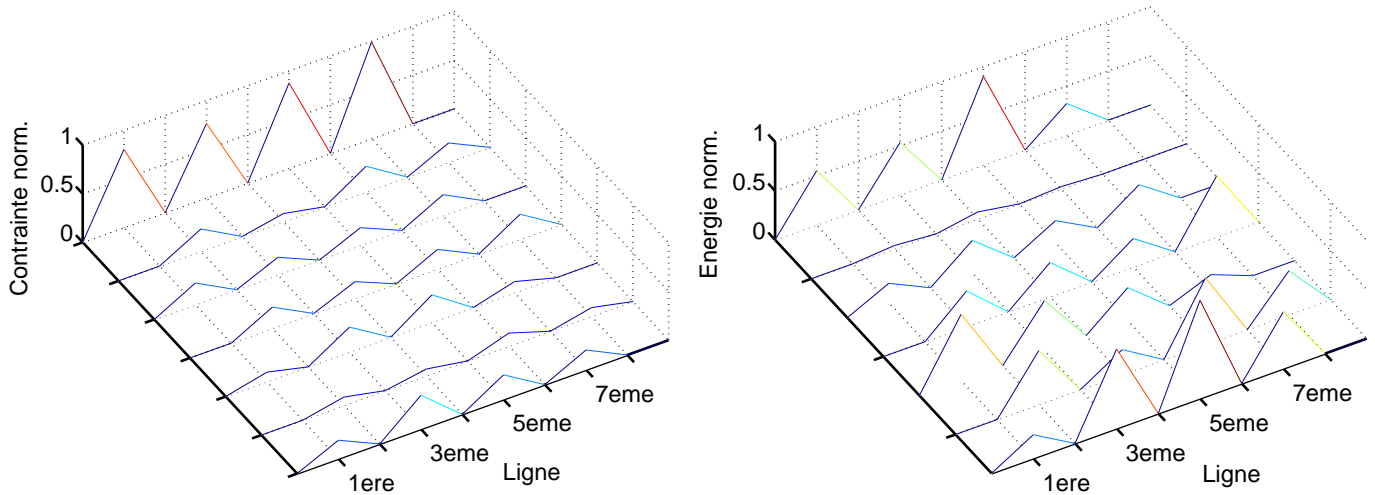 Contrainte norm.
1
0.5
0
1ere
3eme
5eme
7eme
Ligne
Energie norm.
1
0.5
0
1ere
3eme
5eme
7eme
Ligne